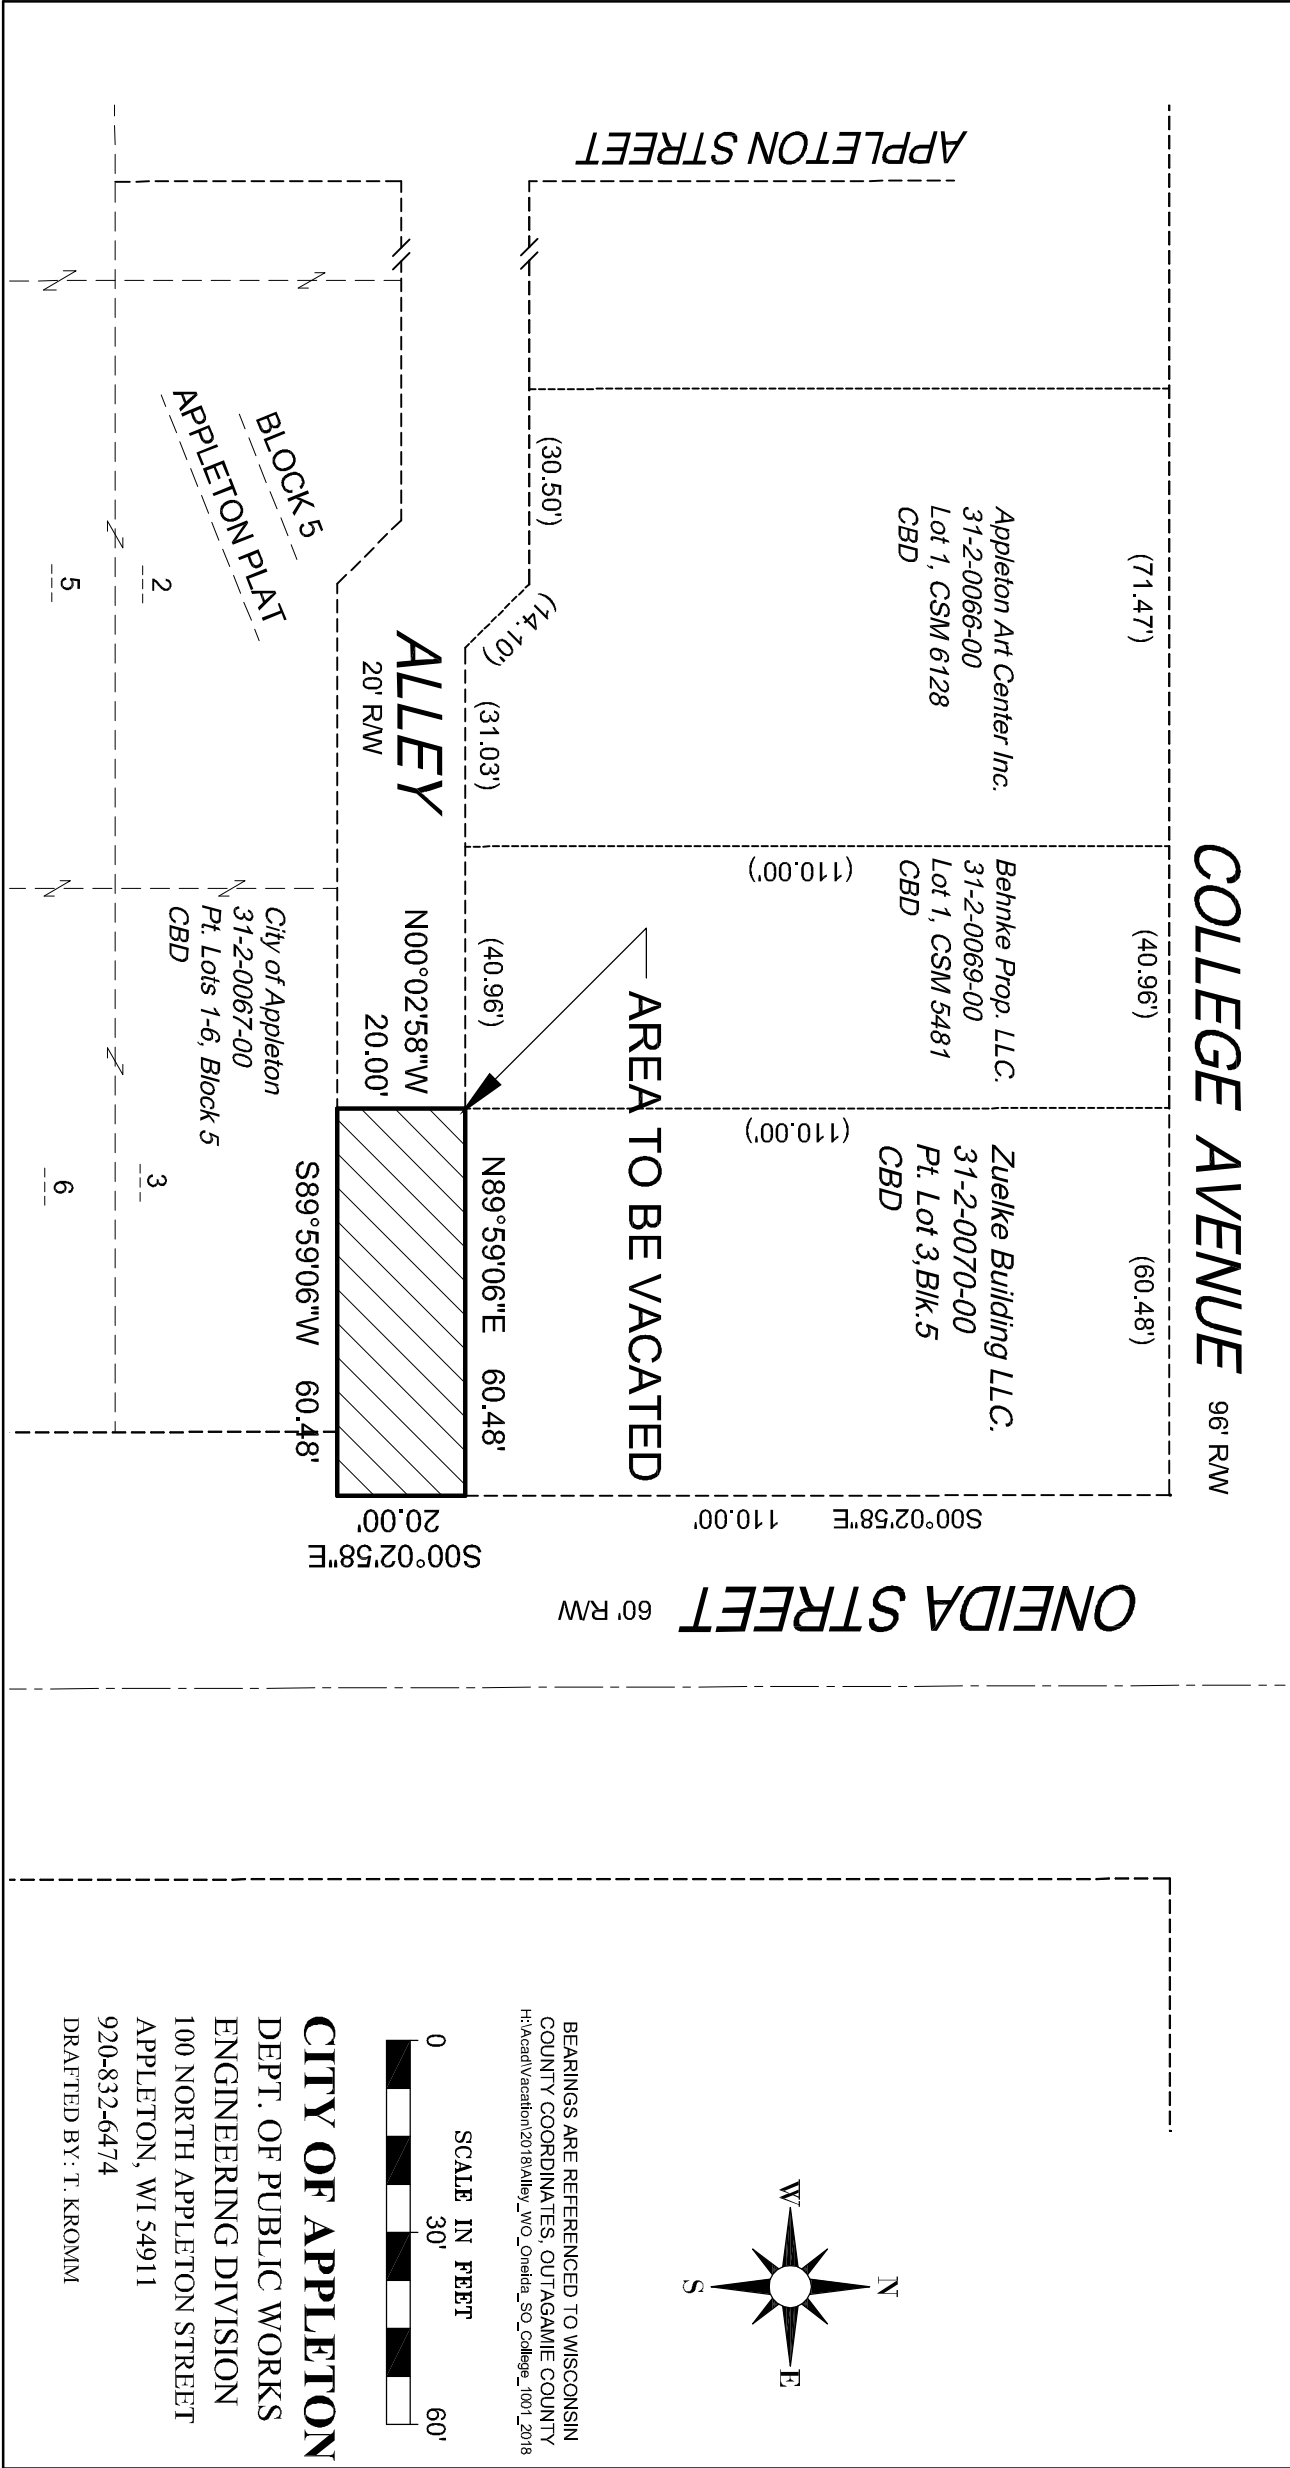 COLLEGE AVENUE 96' R/W
(71.47')
(40.96')
(60.48')
APPLETON STREET
Appleton Art Center Inc.
31-2-0066-00
Lot 1, CSM 6128
CBD
Behnke Prop. LLC.
31-2-0069-00
Lot 1, CSM 5481
CBD
Zuelke Building LLC.
31-2-0070-00
Pt. Lot 3,Blk.5
CBD
(110.00')
(110.00')
S00°02'58"E 110.00'
ONEIDA STREET 60' R/W
AREA TO BE VACATED
(30.50')
(14.10')
(31.03')
(40.96')
N89°59'06"E 60.48'
ALLEY
20' R/W
N00°02'58"W
20.00'
S00°02'58"E
20.00'
S89°59'06"W 60.48'
BLOCK 5
APPLETON PLAT
City of Appleton
31-2-0067-00
Pt. Lots 1-6, Block 5
CBD
2
3
5
6
N
W
E
S
BEARINGS ARE REFERENCED TO WISCONSIN
COUNTY COORDINATES, OUTAGAMIE COUNTY
H:\Acad\Vacation\2018\Alley_WO_Oneida_SO_College_1001_2018
SCALE IN FEET
0 30' 60'
CITY OF APPLETON
DEPT. OF PUBLIC WORKS
ENGINEERING DIVISION
100 NORTH APPLETON STREET
APPLETON, WI 54911
920-832-6474
DRAFTED BY: T. KROMM